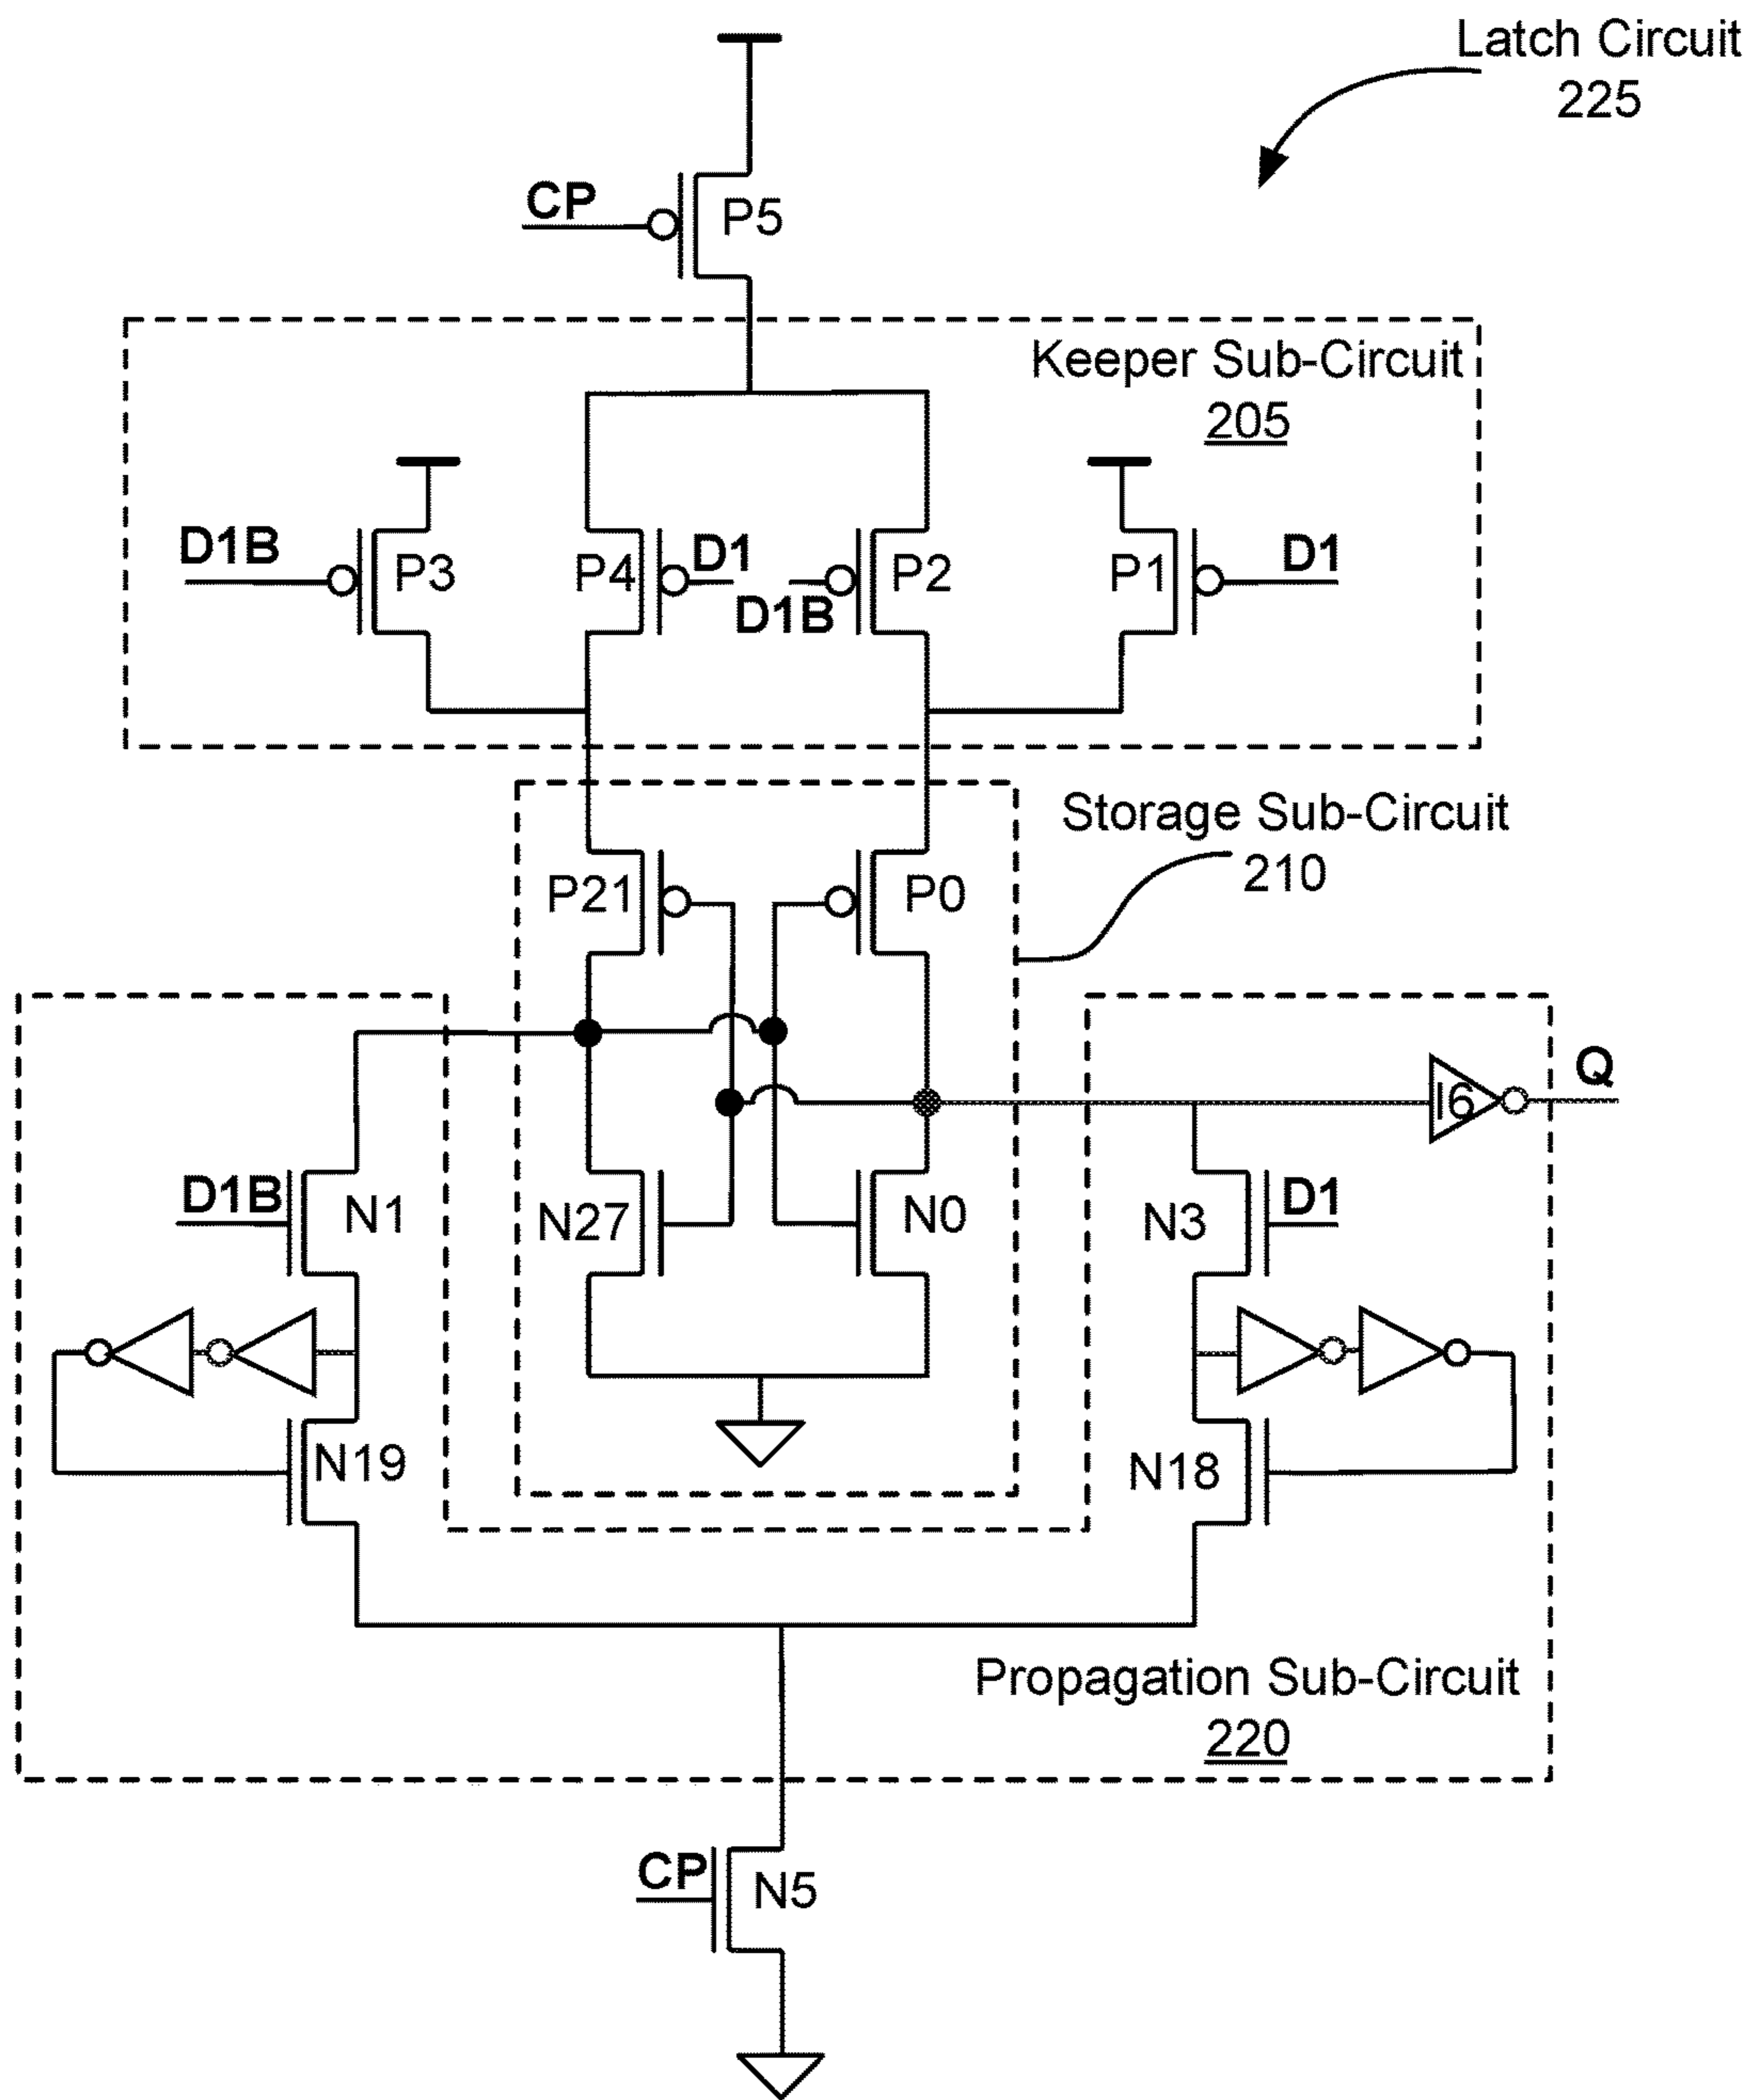 Latch Circuit
225
CP
P5
Keeper Sub-Circuit
205
D1B
P3
P4
D1
D1B
P2
P1
D1
Storage Sub-Circuit
210
P21
P0
Q
I6
D1B
N1
N27
N0
N3
D1
N19
N18
Propagation Sub-Circuit
220
CP
N5